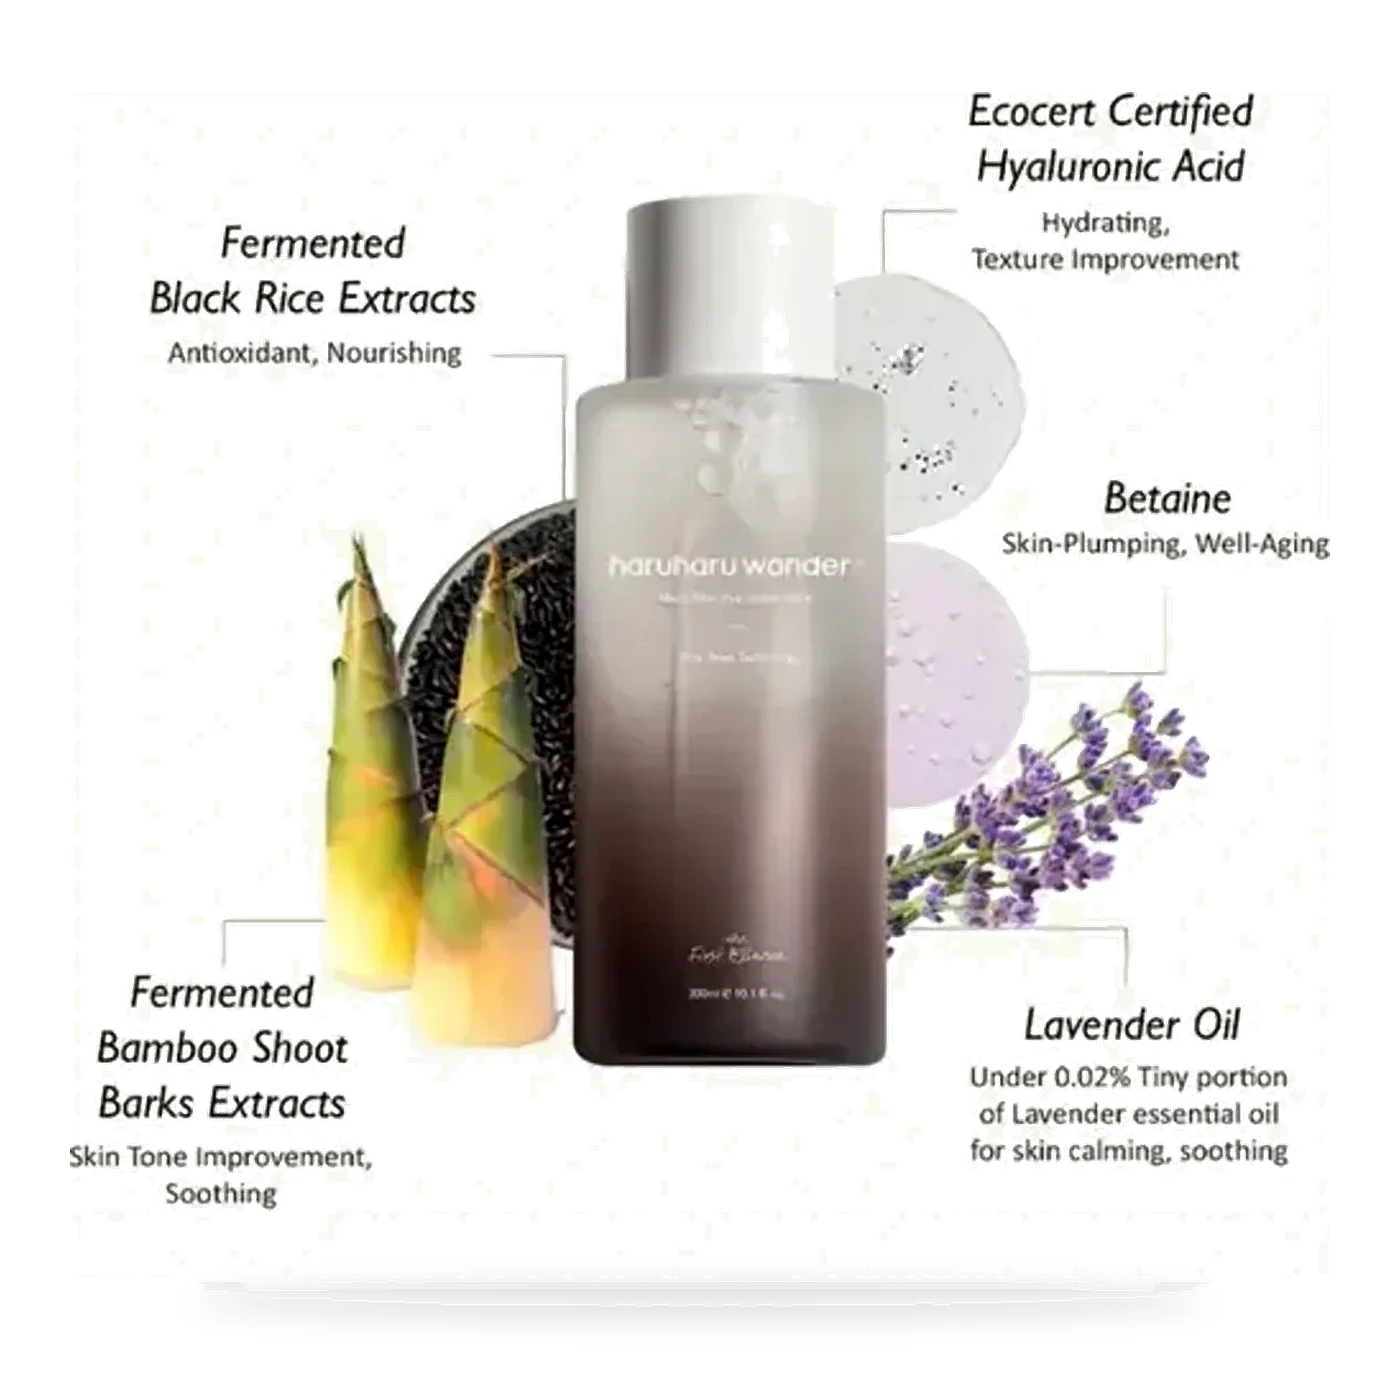 Ecocert Certified
Hyaluronic Acid
Hydrating,
Texture Improvement
Fermented
Black Rice Extracts
Antioxidant, Nourishing
Betaine
Skin-Plumping, Well-Aging
haruharu wonder
First Essence
Fermented
Bamboo Shoot
Barks Extracts
Skin Tone Improvement,
Soothing
Lavender Oil
Under 0.02% Tiny portion
of Lavender essential oil
for skin calming, soothing